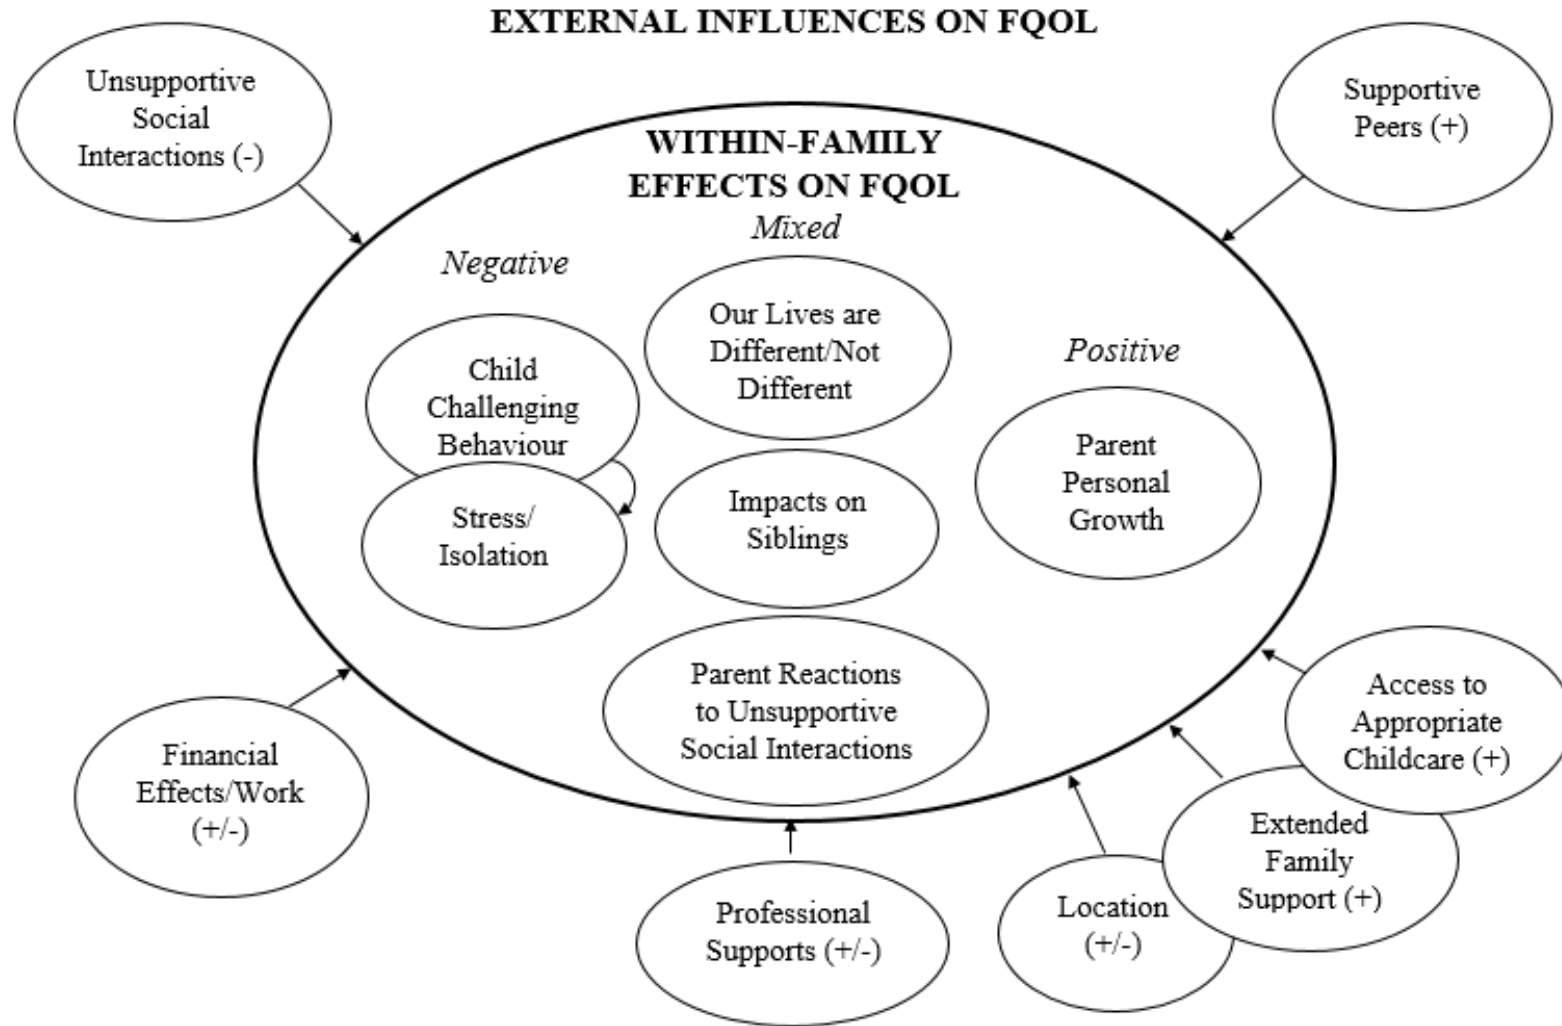 EXTERNAL INFLUENCES ON FQOL
Unsupportive
Social
Interactions (-)
Supportive
Peers (+)
WITHIN-FAMILY
EFFECTS ON FQOL
Mixed
Negative
Our Lives are
Different/Not
Different
Positive
Child
Challenging
Behaviour
Stress/
Isolation
Impacts on
Siblings
Parent
Personal
Growth
Parent Reactions
to Unsupportive
Social Interactions
Financial
Effects/Work
(+/-)
Professional
Supports (+/-)
Location
(+/-)
Extended
Family
Support (+)
Access to
Appropriate
Childcare (+)